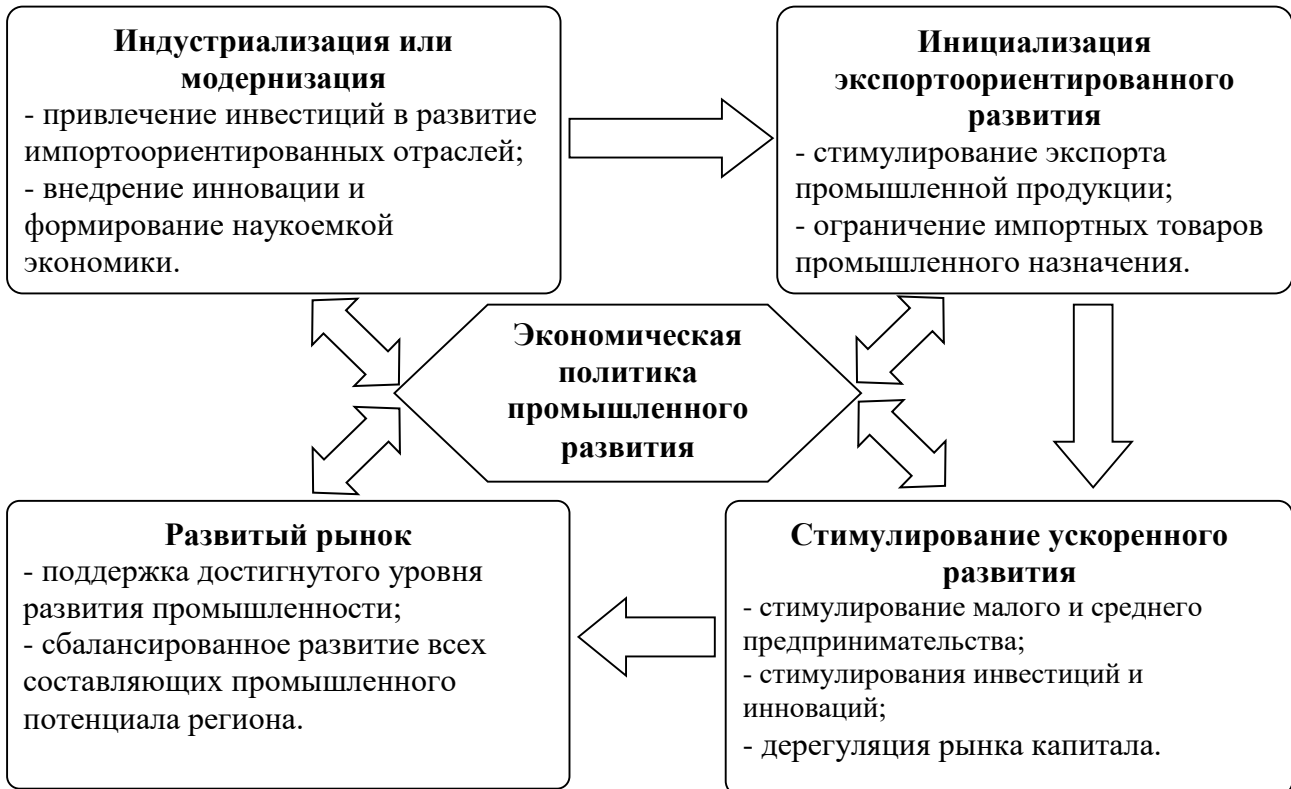 Индустриализация или
модернизация
- привлечение инвестиций в развитие
импортоориентированных отраслей;
- внедрение инновации и
формирование наукоемкой
экономики.
Инициализация
экспортоориентированного
развития
- стимулирование экспорта
промышленной продукции;
- ограничение импортных товаров
промышленного назначения.
Экономическая
политика
промышленного
развития
Развитый рынок
- поддержка достигнутого уровня
развития промышленности;
- сбалансированное развитие всех
составляющих промышленного
потенциала региона.
Стимулирование ускоренного
развития
- стимулирование малого и среднего
предпринимательства;
- стимулирования инвестиций и
инноваций;
- дерегуляция рынка капитала.